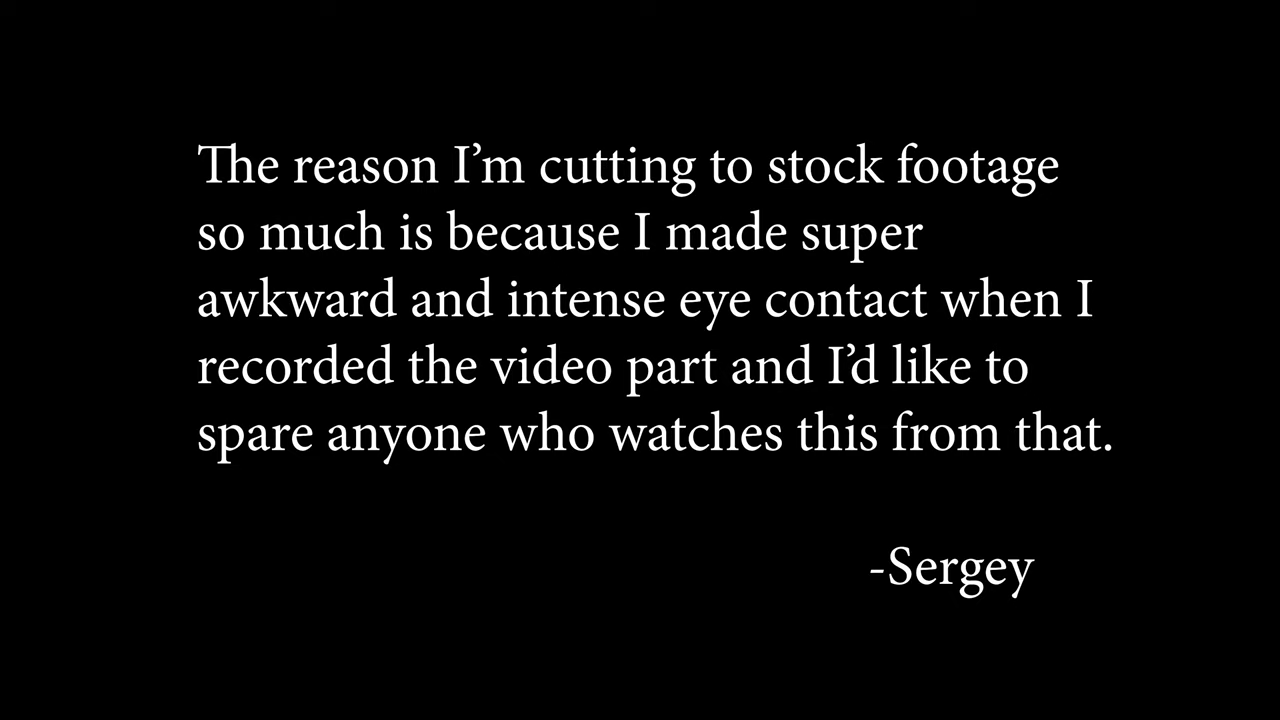 The reason I’m cutting to stock footage
so much is because I made super
awkward and intense eye contact when I
recorded the video part and I’d like to
spare anyone who watches this from that.
-Sergey